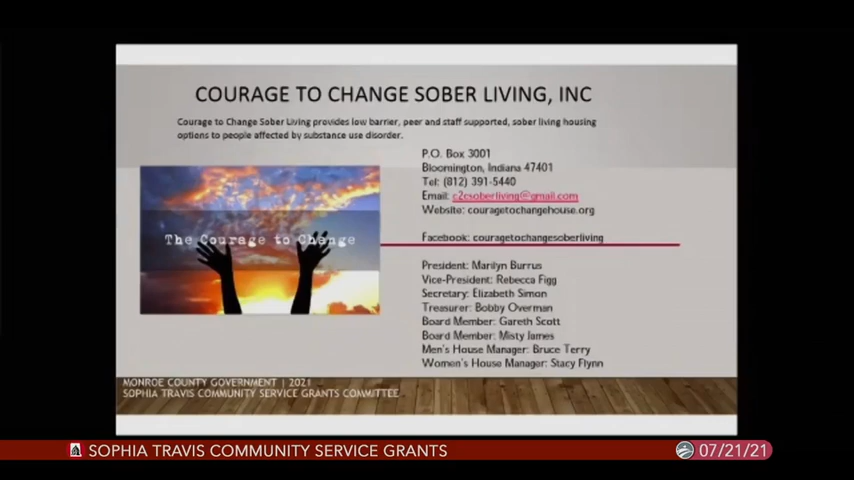 COURAGE TO CHANGE SOBER LIVING, INC
Courage to Change Sober Living provides low barrier, peer and staff supported, sober living housing
options to people affected by substance use disorder.
The Courage to Change
P.O. Box 3001
Bloomington, Indiana 47401
Tel: (812) 391-5440
Email: c2csoberliving@gmail.com
Website: couragetochangehouse.org
Facebook: couragetochangesoberliving
President: Marilyn Burrus
Vice-President: Rebecca Figg
Secretary: Elizabeth Simon
Treasurer: Bobby Overman
Board Member: Gareth Scott
Board Member: Misty James
Men's House Manager: Bruce Terry
Women's House Manager: Stacy Flynn
MONROE COUNTY GOVERNMENT | 2021
SOPHIA TRAVIS COMMUNITY SERVICE GRANTS COMMITTEE
SOPHIA TRAVIS COMMUNITY SERVICE GRANTS
07/21/21